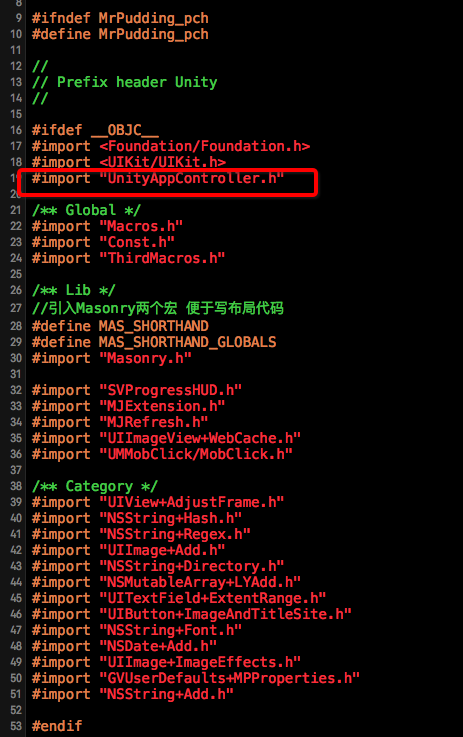 8
9 #ifndef MrPudding_pch
10 #define MrPudding_pch
11
12 //
13 // Prefix header Unity
14 //
15
16 #ifdef __OBJC__
17 #import <Foundation/Foundation.h>
18 #import <UIKit/UIKit.h>
19 #import "UnityAppController.h"
20
21 /** Global */
22 #import "Macros.h"
23 #import "Const.h"
24 #import "ThirdMacros.h"
25
26 /** Lib */
27 //引入Masonry两个宏 便于写布局代码
28 #define MAS_SHORTHAND
29 #define MAS_SHORTHAND_GLOBALS
30 #import "Masonry.h"
31
32 #import "SVProgressHUD.h"
33 #import "MJExtension.h"
34 #import "MJRefresh.h"
35 #import "UIImageView+WebCache.h"
36 #import "UMMobClick/MobClick.h"
37
38 /** Category */
39 #import "UIView+AdjustFrame.h"
40 #import "NSString+Hash.h"
41 #import "NSString+Regex.h"
42 #import "UIImage+Add.h"
43 #import "NSString+Directory.h"
44 #import "NSMutableArray+LYAdd.h"
45 #import "UITextField+ExtentRange.h"
46 #import "UIButton+ImageAndTitleSite.h"
47 #import "NSString+Font.h"
48 #import "NSDate+Add.h"
49 #import "UIImage+ImageEffects.h"
50 #import "GVUserDefaults+MPProperties.h"
51 #import "NSString+Add.h"
52
53 #endif